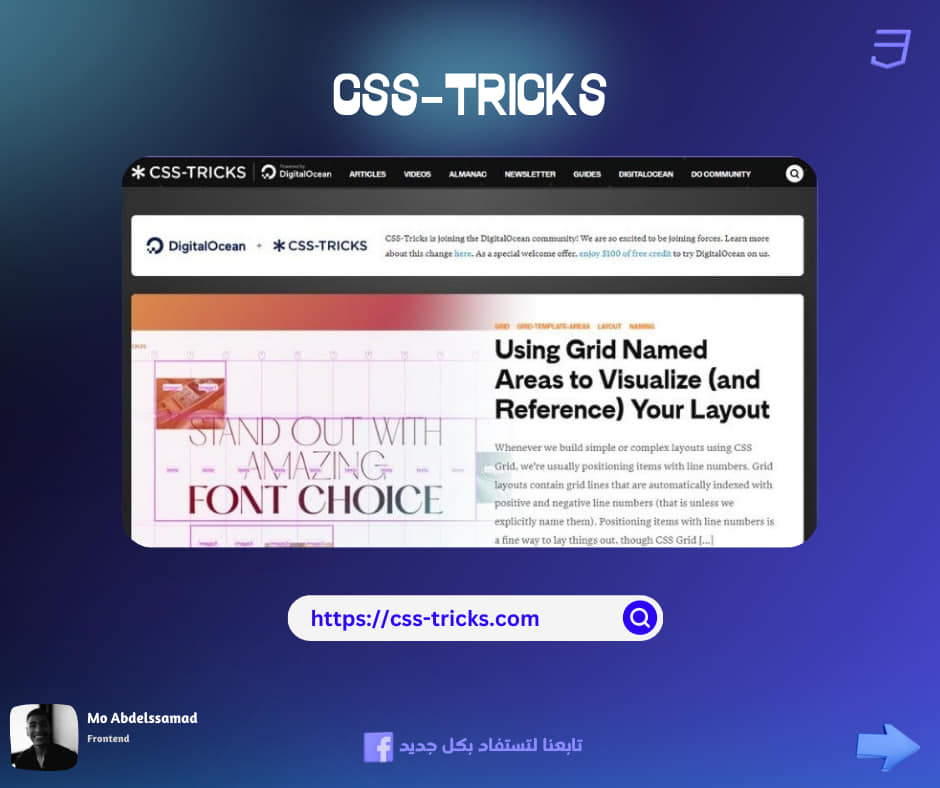 CSS-TRICKS
CSS-TRICKS Powered by DigitalOcean ARTICLES VIDEOS ALMANAC NEWSLETTER GUIDES DIGITALOCEAN DO COMMUNITY
DigitalOcean + CSS-TRICKS
CSS-Tricks is joining the DigitalOcean community! We are so excited to be joining forces. Learn more
about this change here. As a special welcome offer, enjoy $100 of free credit to try DigitalOcean on us.
GRID GRID-TEMPLATE-AREAS LAYOUT NAMING
Using Grid Named
Areas to Visualize (and
Reference) Your Layout
STAND OUT WITH
AMAZING
FONT CHOICE
Whenever we build simple or complex layouts using CSS
Grid, we're usually positioning items with line numbers. Grid
layouts contain grid lines that are automatically indexed with
positive and negative line numbers (that is unless we
explicitly name them). Positioning items with line numbers is
a fine way to lay things out, though CSS Grid [...]
https://css-tricks.com
Mo Abdelssamad
Frontend
تابعنا لتستفاد بكل جديد